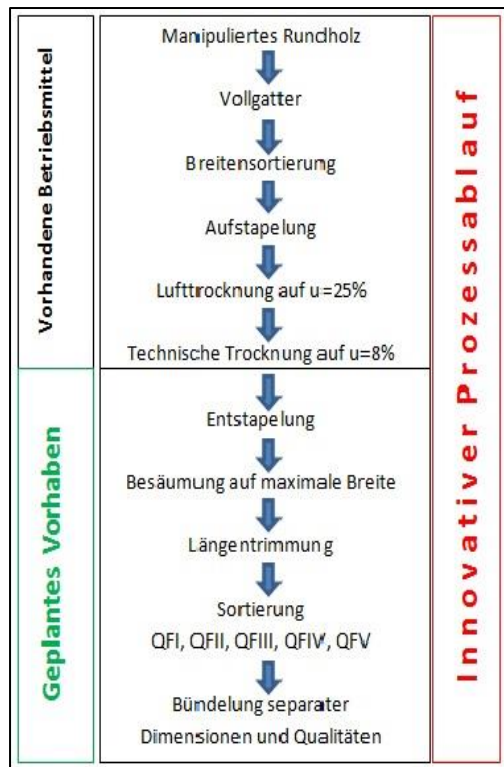 Vorhandene Betriebsmittel
Manipuliertes Rundholz
Vollgatter
Breitensortierung
Aufstapelung
Lufttrocknung auf u=25%
Technische Trocknung auf u=8%
Geplantes Vorhaben
Entstapelung
Besäumung auf maximale Breite
Längentrimmung
Sortierung
QFI, QFII, QFIII, QFIV, QFV
Bündelung separater
Dimensionen und Qualitäten
Innovativer Prozessablauf